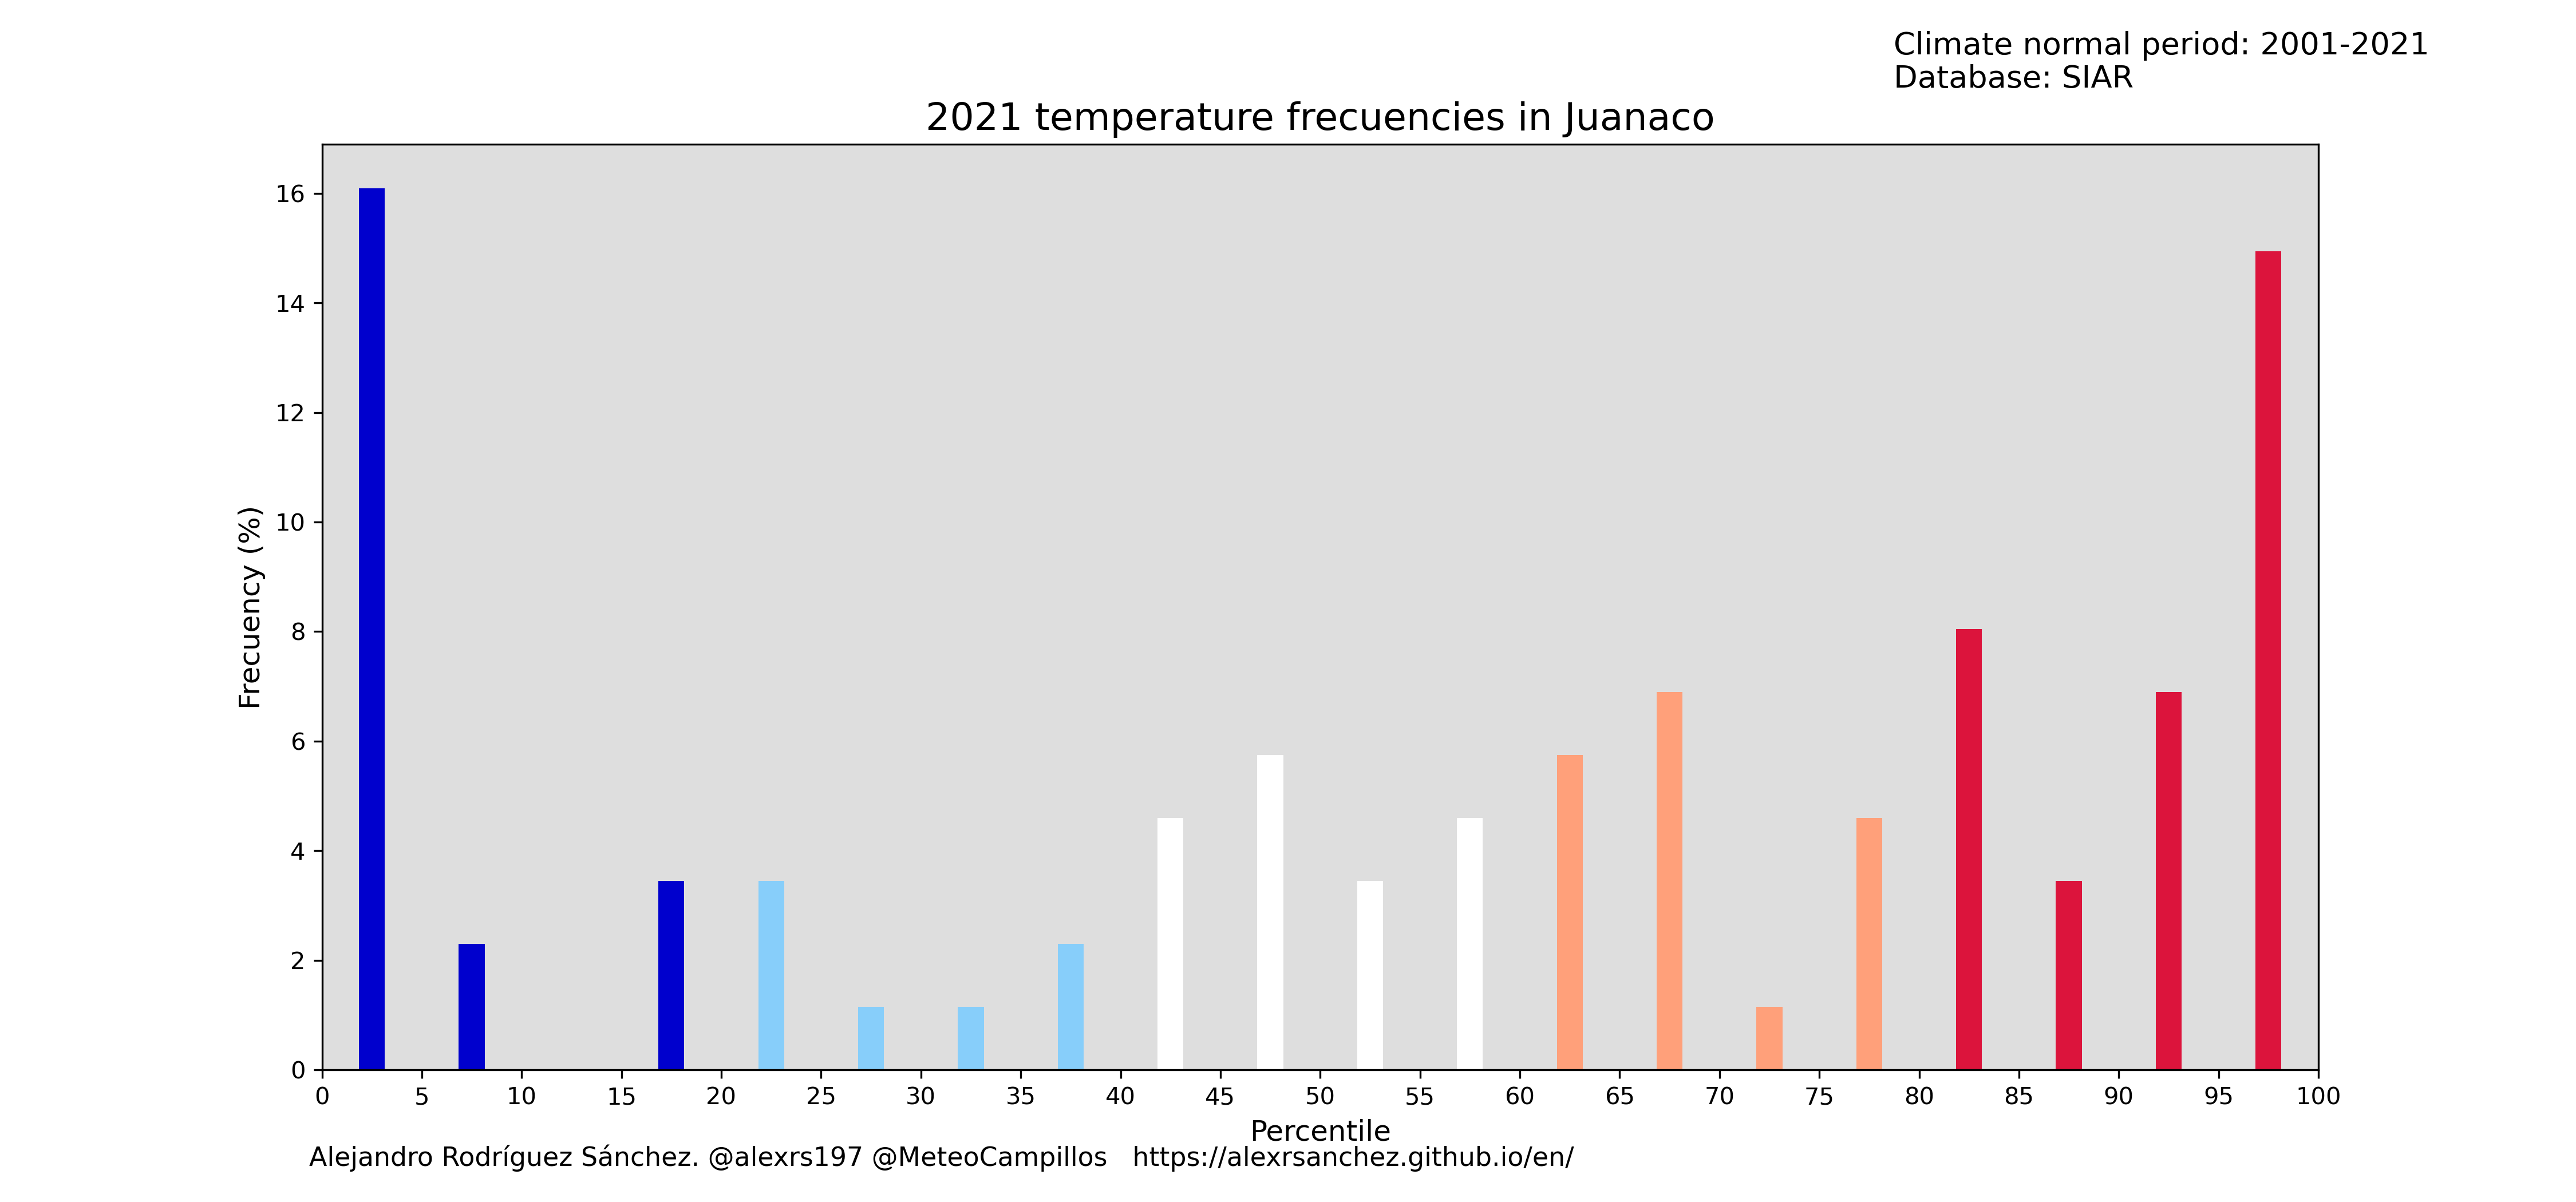 Climate normal period: 2001-2021
Database: SIAR
2021 temperature frecuencies in Juanaco
Frecuency (%)
16
14
12
10
8
6
4
2
0
0 5 10 15 20 25 30 35 40 45 50 55 60 65 70 75 80 85 90 95 100
Percentile
Alejandro Rodríguez Sánchez. @alexrs197 @MeteoCampillos https://alexrsanchez.github.io/en/